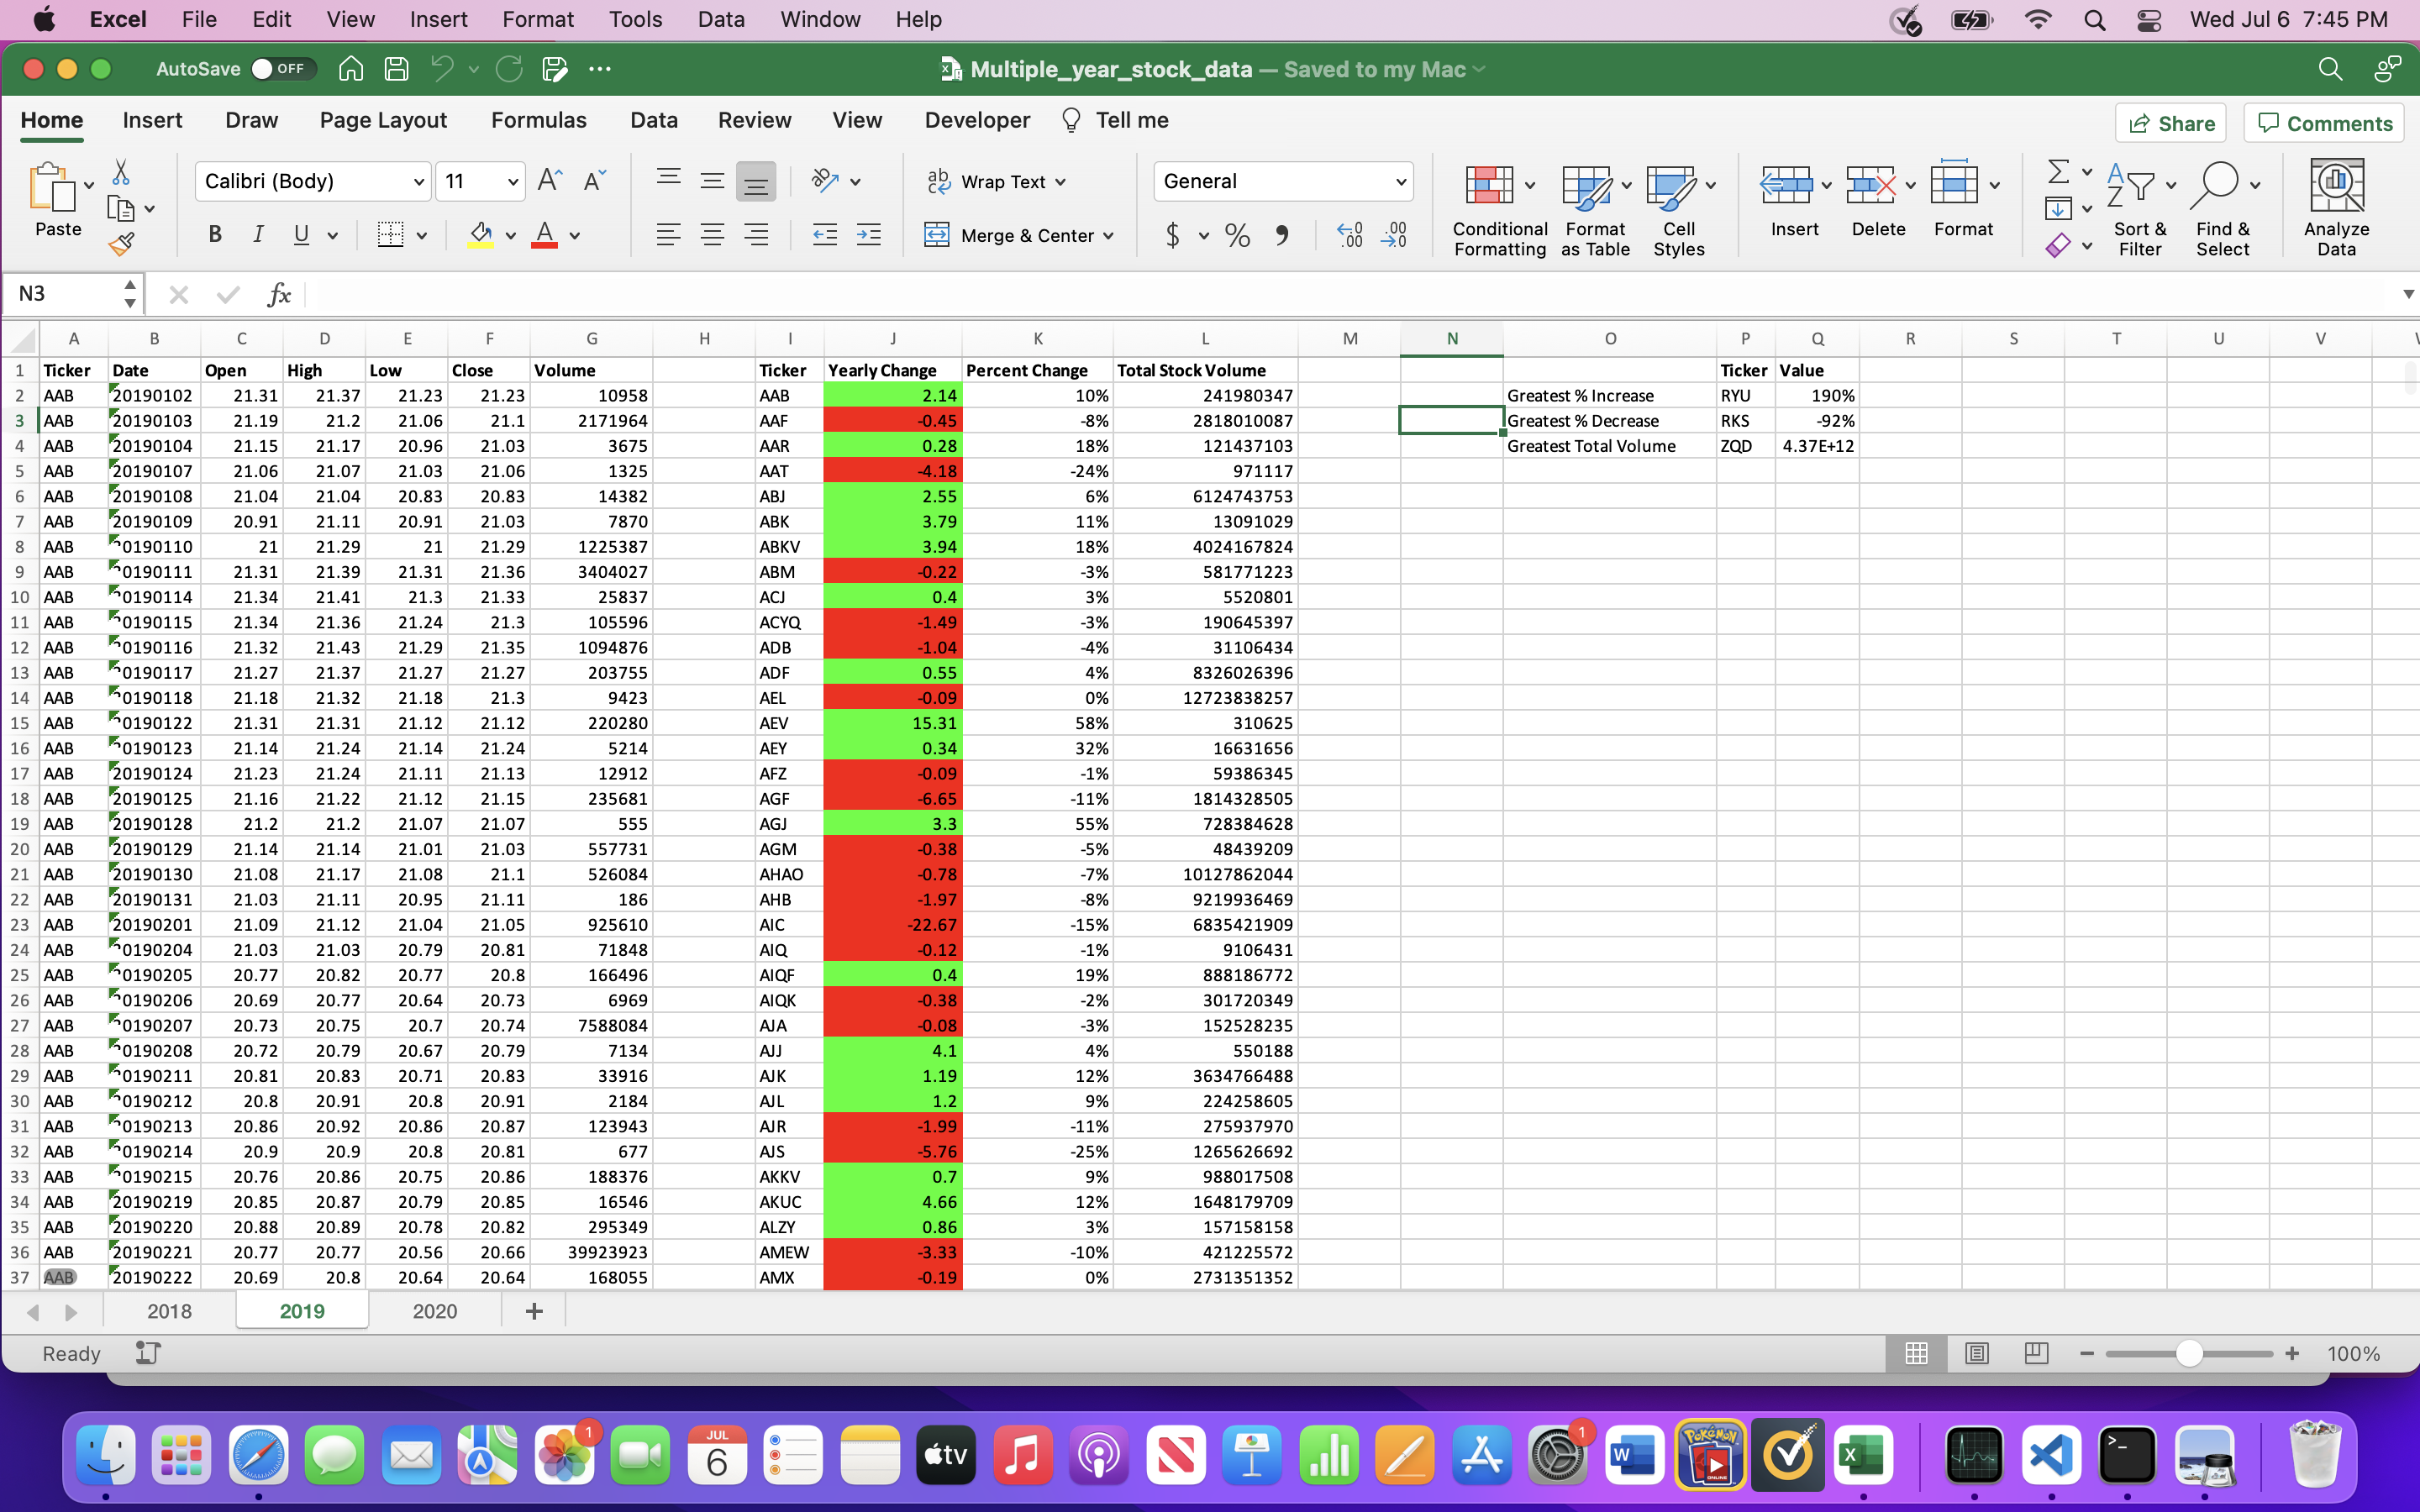 Excel File Edit View Insert Format Tools Data Window Help Wed Jul 6 7:45 PM
AutoSave OFF Multiple_year_stock_data — Saved to my Mac
Home Insert Draw Page Layout Formulas Data Review View Developer Tell me Share Comments
Calibri (Body) 11 Wrap Text General
Paste B I U Merge & Center $ % Conditional Formatting Format as Table Cell Styles Insert Delete Format Sort & Filter Find & Select Analyze Data
N3 fx
A B C D E F G H I J K L M N O P Q R S T U V
1 Ticker Date Open High Low Close Volume Ticker Yearly Change Percent Change Total Stock Volume Ticker Value
2 AAB 20190102 21.31 21.37 21.23 21.23 10958 AAB 2.14 10% 241980347 Greatest % Increase RYU 190%
3 AAB 20190103 21.19 21.2 21.06 21.1 2171964 AAF -0.45 -8% 2818010087 Greatest % Decrease RKS -92%
4 AAB 20190104 21.15 21.17 20.96 21.03 3675 AAR 0.28 18% 121437103 Greatest Total Volume ZQD 4.37E+12
5 AAB 20190107 21.06 21.07 21.03 21.06 1325 AAT -4.18 -24% 971117
6 AAB 20190108 21.04 21.04 20.83 20.83 14382 ABJ 2.55 6% 6124743753
7 AAB 20190109 20.91 21.11 20.91 21.03 7870 ABK 3.79 11% 13091029
8 AAB 20190110 21 21.29 21 21.29 1225387 ABKV 3.94 18% 4024167824
9 AAB 20190111 21.31 21.39 21.31 21.36 3404027 ABM -0.22 -3% 581771223
10 AAB 20190114 21.34 21.41 21.3 21.33 25837 ACJ 0.4 3% 5520801
11 AAB 20190115 21.34 21.36 21.24 21.3 105596 ACYQ -1.49 -3% 190645397
12 AAB 20190116 21.32 21.43 21.29 21.35 1094876 ADB -1.04 -4% 31106434
13 AAB 20190117 21.27 21.37 21.27 21.27 203755 ADF 0.55 4% 8326026396
14 AAB 20190118 21.18 21.32 21.18 21.3 9423 AEL -0.09 0% 12723838257
15 AAB 20190122 21.31 21.31 21.12 21.12 220280 AEV 15.31 58% 310625
16 AAB 20190123 21.14 21.24 21.14 21.24 5214 AEY 0.34 32% 16631656
17 AAB 20190124 21.23 21.24 21.11 21.13 12912 AFZ -0.09 -1% 59386345
18 AAB 20190125 21.16 21.22 21.12 21.15 235681 AGF -6.65 -11% 1814328505
19 AAB 20190128 21.2 21.2 21.07 21.07 555 AGJ 3.3 55% 728384628
20 AAB 20190129 21.14 21.14 21.01 21.03 557731 AGM -0.38 -5% 48439209
21 AAB 20190130 21.08 21.17 21.08 21.1 526084 AHAO -0.78 -7% 10127862044
22 AAB 20190131 21.03 21.11 20.95 21.11 186 AHB -1.97 -8% 9219936469
23 AAB 20190201 21.09 21.12 21.04 21.05 925610 AIC -22.67 -15% 6835421909
24 AAB 20190204 21.03 21.03 20.79 20.81 71848 AIQ -0.12 -1% 9106431
25 AAB 20190205 20.77 20.82 20.77 20.8 166496 AIQF 0.4 19% 888186772
26 AAB 20190206 20.69 20.77 20.64 20.73 6969 AIQK -0.38 -2% 301720349
27 AAB 20190207 20.73 20.75 20.7 20.74 7588084 AJA -0.08 -3% 152528235
28 AAB 20190208 20.72 20.79 20.67 20.79 7134 AJJ 4.1 4% 550188
29 AAB 20190211 20.81 20.83 20.71 20.83 33916 AJK 1.19 12% 3634766488
30 AAB 20190212 20.8 20.91 20.8 20.91 2184 AJL 1.2 9% 224258605
31 AAB 20190213 20.86 20.92 20.86 20.87 123943 AJR -1.99 -11% 275937970
32 AAB 20190214 20.9 20.9 20.8 20.81 677 AJS -5.76 -25% 1265626692
33 AAB 20190215 20.76 20.86 20.75 20.86 188376 AKKV 0.7 9% 988017508
34 AAB 20190219 20.85 20.87 20.79 20.85 16546 AKUC 4.66 12% 1648179709
35 AAB 20190220 20.88 20.89 20.78 20.82 295349 ALZY 0.86 3% 157158158
36 AAB 20190221 20.77 20.77 20.56 20.66 39923923 AMEW -3.33 -10% 421225572
37 AAB 20190222 20.69 20.8 20.64 20.64 168055 AMX -0.19 0% 2731351352
2018 2019 2020 +
Ready 100%
1 JUL 6 tv 1 W POKÉMON ONLINE X